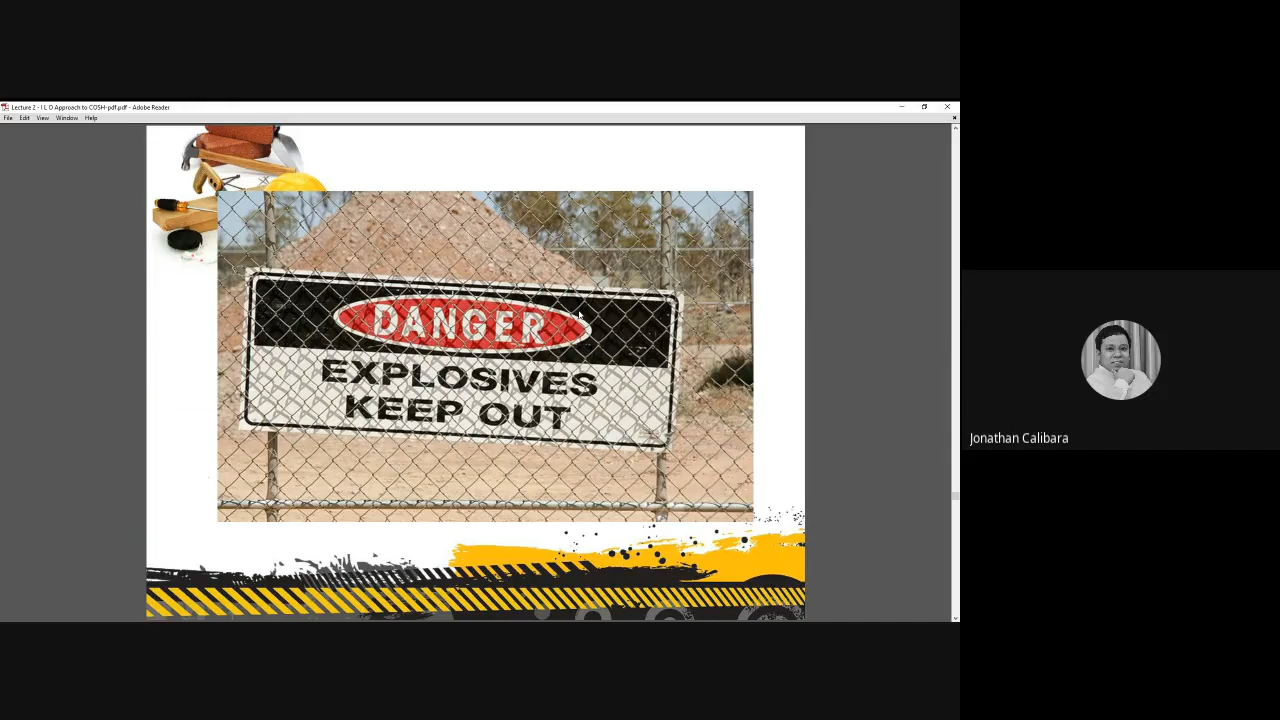 Lecture 2 - I L O Approach to COSH-pdf.pdf - Adobe Reader
File Edit View Window Help
DANGER
EXPLOSIVES
KEEP OUT
Jonathan Calibara